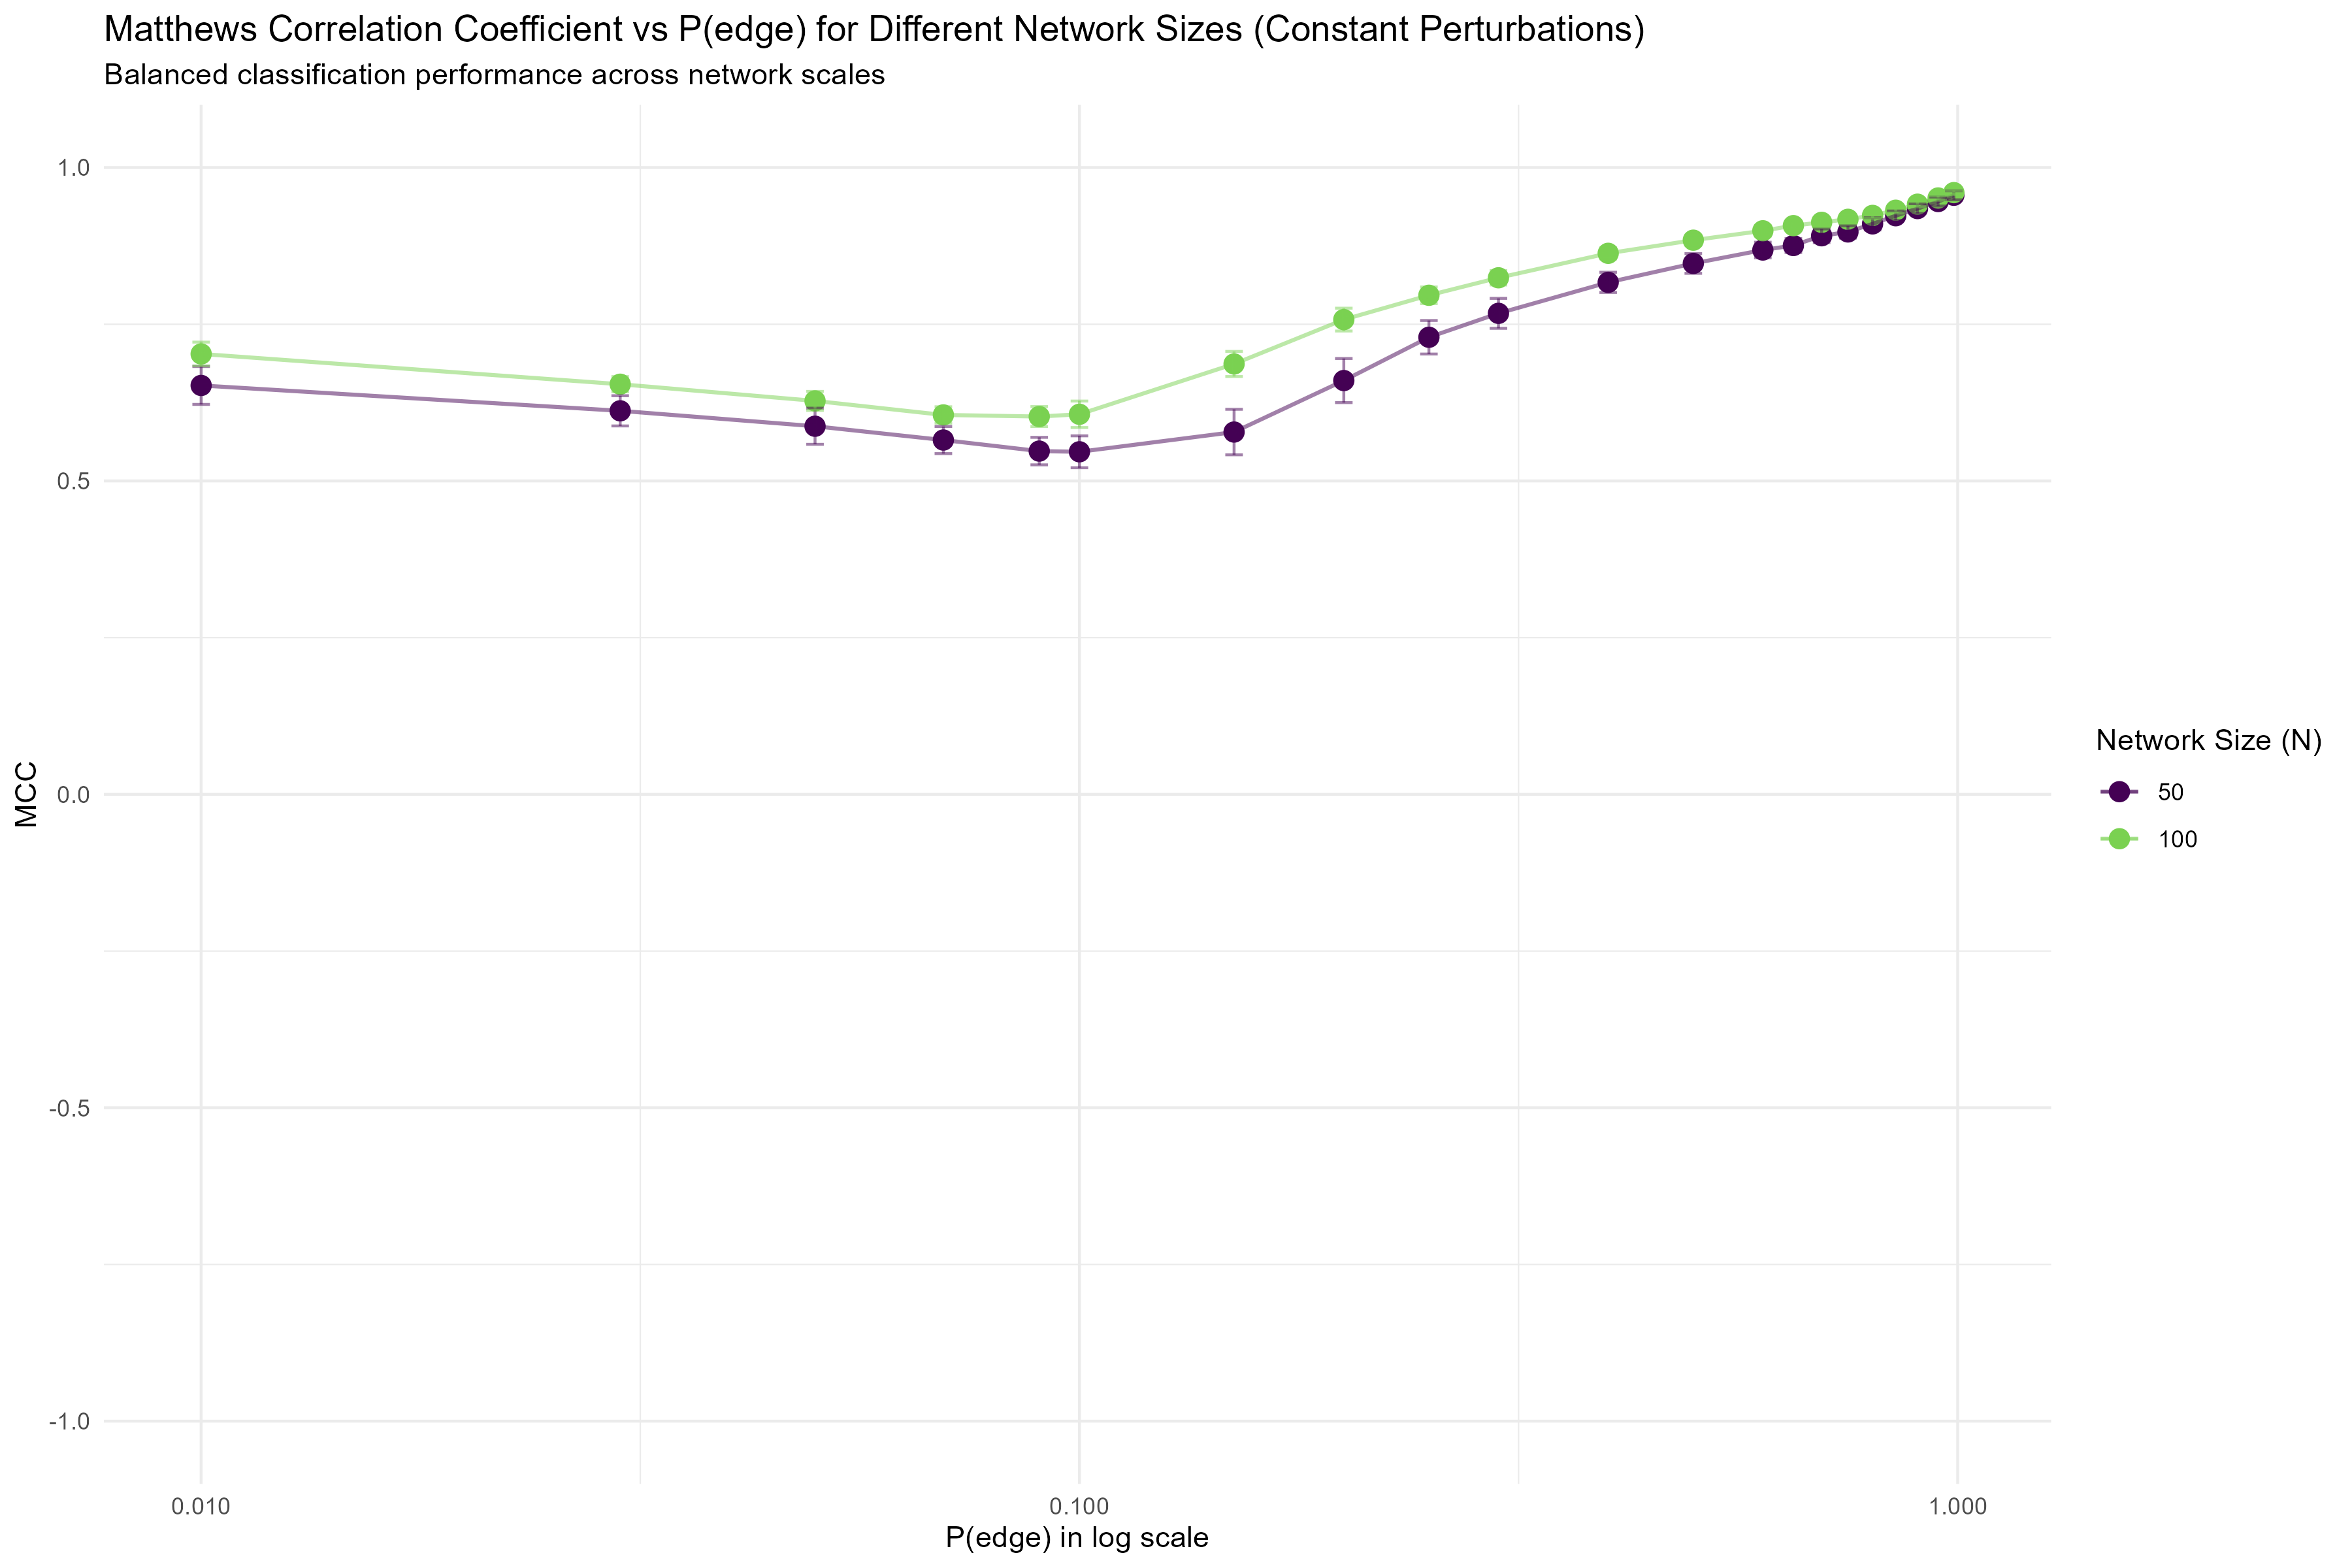 Matthews Correlation Coefficient vs P(edge) for Different Network Sizes (Constant Perturbations)
Balanced classification performance across network scales
1.0
0.5
0.0
-0.5
-1.0
MCC
0.010
0.100
1.000
P(edge) in log scale
Network Size (N)
50
100